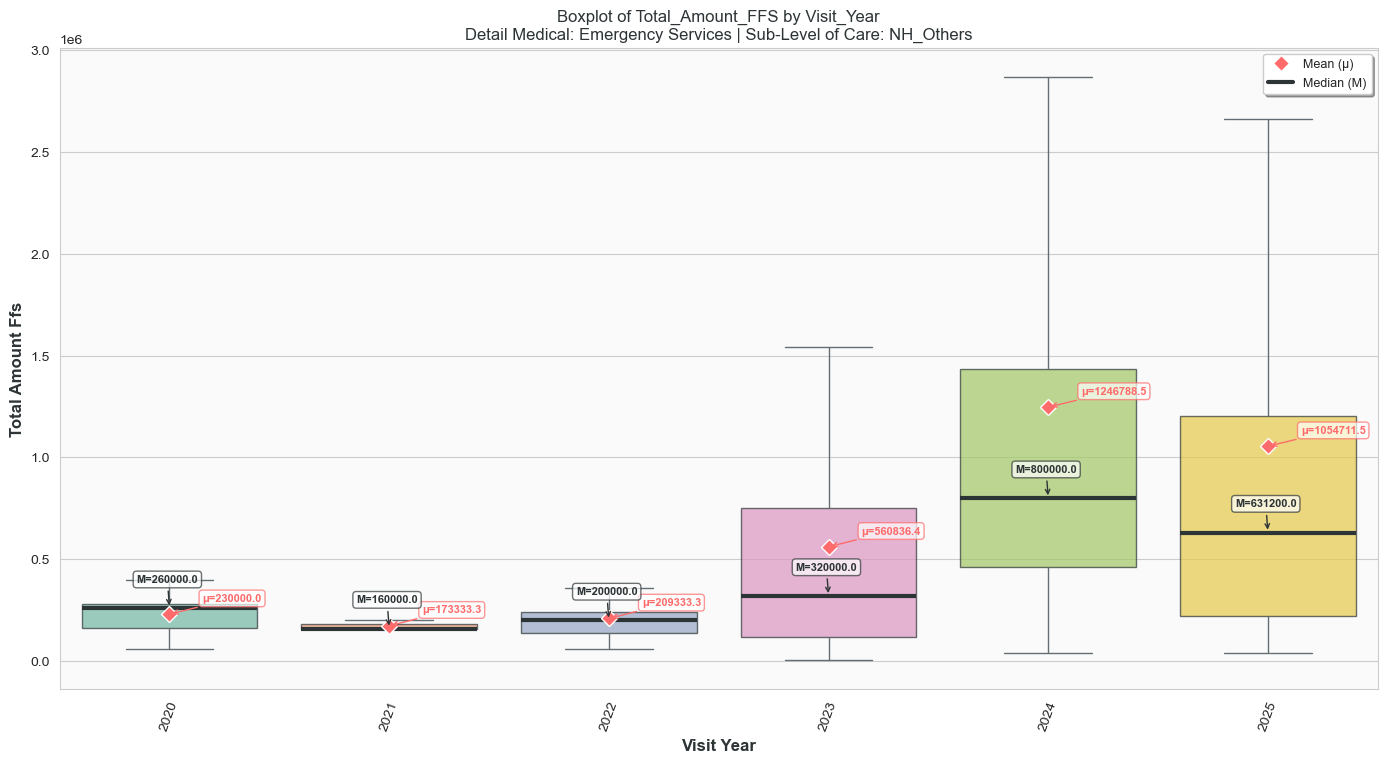 Boxplot of Total_Amount_FFS by Visit_Year
Detail Medical: Emergency Services | Sub-Level of Care: NH_Others
1e6
3.0
2.5
2.0
1.5
1.0
0.5
0.0
Total Amount Ffs
Mean (μ)
Median (M)
M=260000.0
μ=230000.0
M=160000.0
μ=173333.3
M=200000.0
μ=209333.3
M=320000.0
μ=560836.4
M=800000.0
μ=1246788.5
M=631200.0
μ=1054711.5
2020
2021
2022
2023
2024
2025
Visit Year